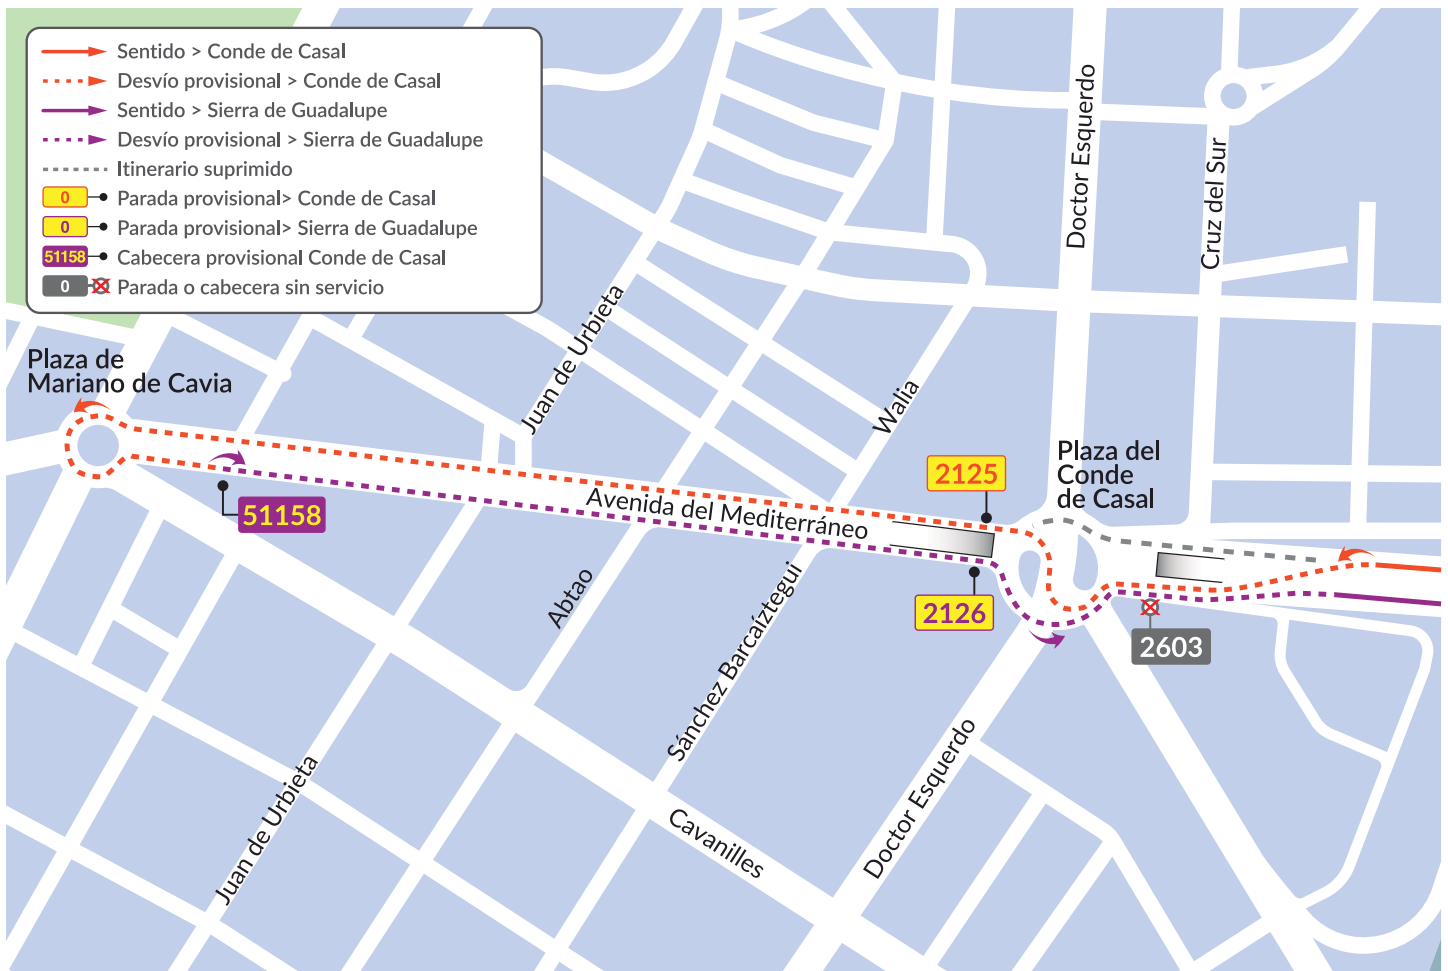 Sentido > Conde de Casal
Desvío provisional > Conde de Casal
Sentido > Sierra de Guadalupe
Desvío provisional > Sierra de Guadalupe
Itinerario suprimido
0 Parada provisional> Conde de Casal
0 Parada provisional> Sierra de Guadalupe
51158 Cabecera provisional Conde de Casal
0 Parada o cabecera sin servicio
Doctor Esquerdo
Cruz del Sur
Juan de Urbieta
Plaza de
Mariano de Cavia
Walia
Plaza del
Conde
de Casal
2125
Avenida del Mediterráneo
51158
Abtao
2126
2603
Sánchez Barcaíztegui
Juan de Urbieta
Doctor Esquerdo
Cavanilles